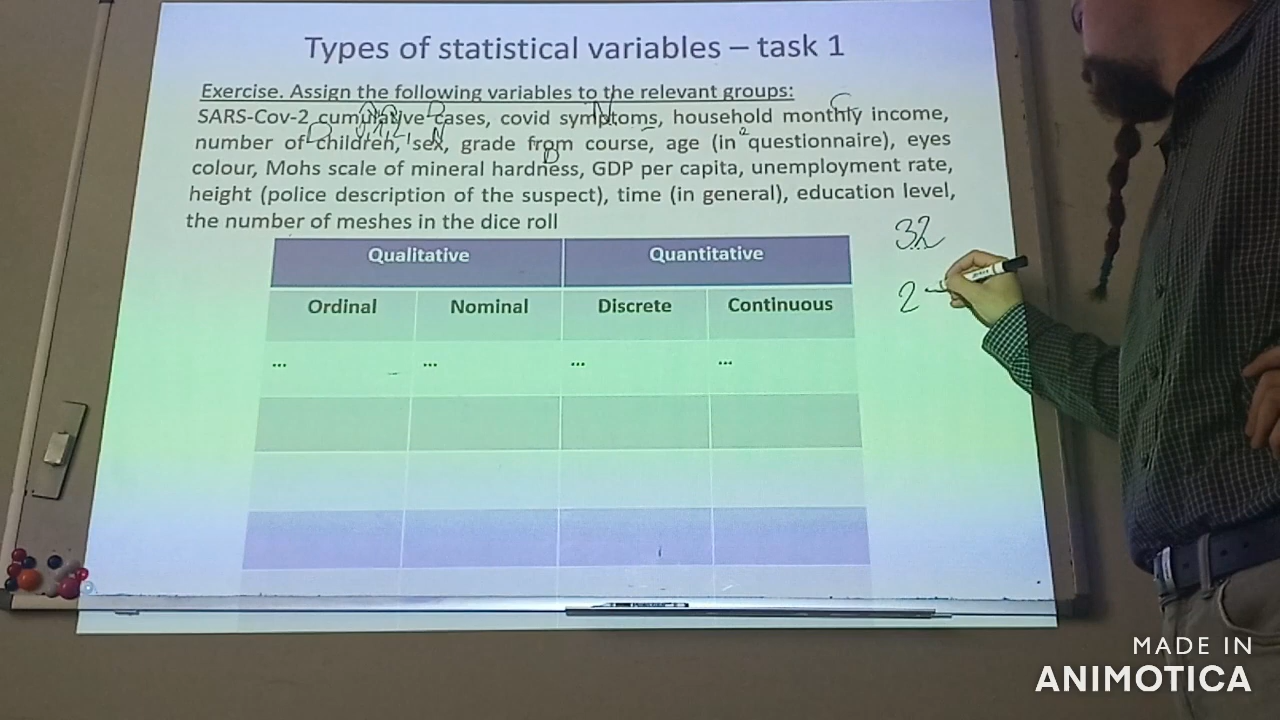 Types of statistical variables – task 1
Exercise. Assign the following variables to the relevant groups:
SARS-Cov-2 cumulative cases, covid symptoms, household monthly income,
number of children, sex, grade from course, age (in questionnaire), eyes
colour, Mohs scale of mineral hardness, GDP per capita, unemployment rate,
height (police description of the suspect), time (in general), education level,
the number of meshes in the dice roll
32
2
Qualitative Quantitative
Ordinal Nominal Discrete Continuous
... ... ... ...
MADE IN
ANIMOTICA